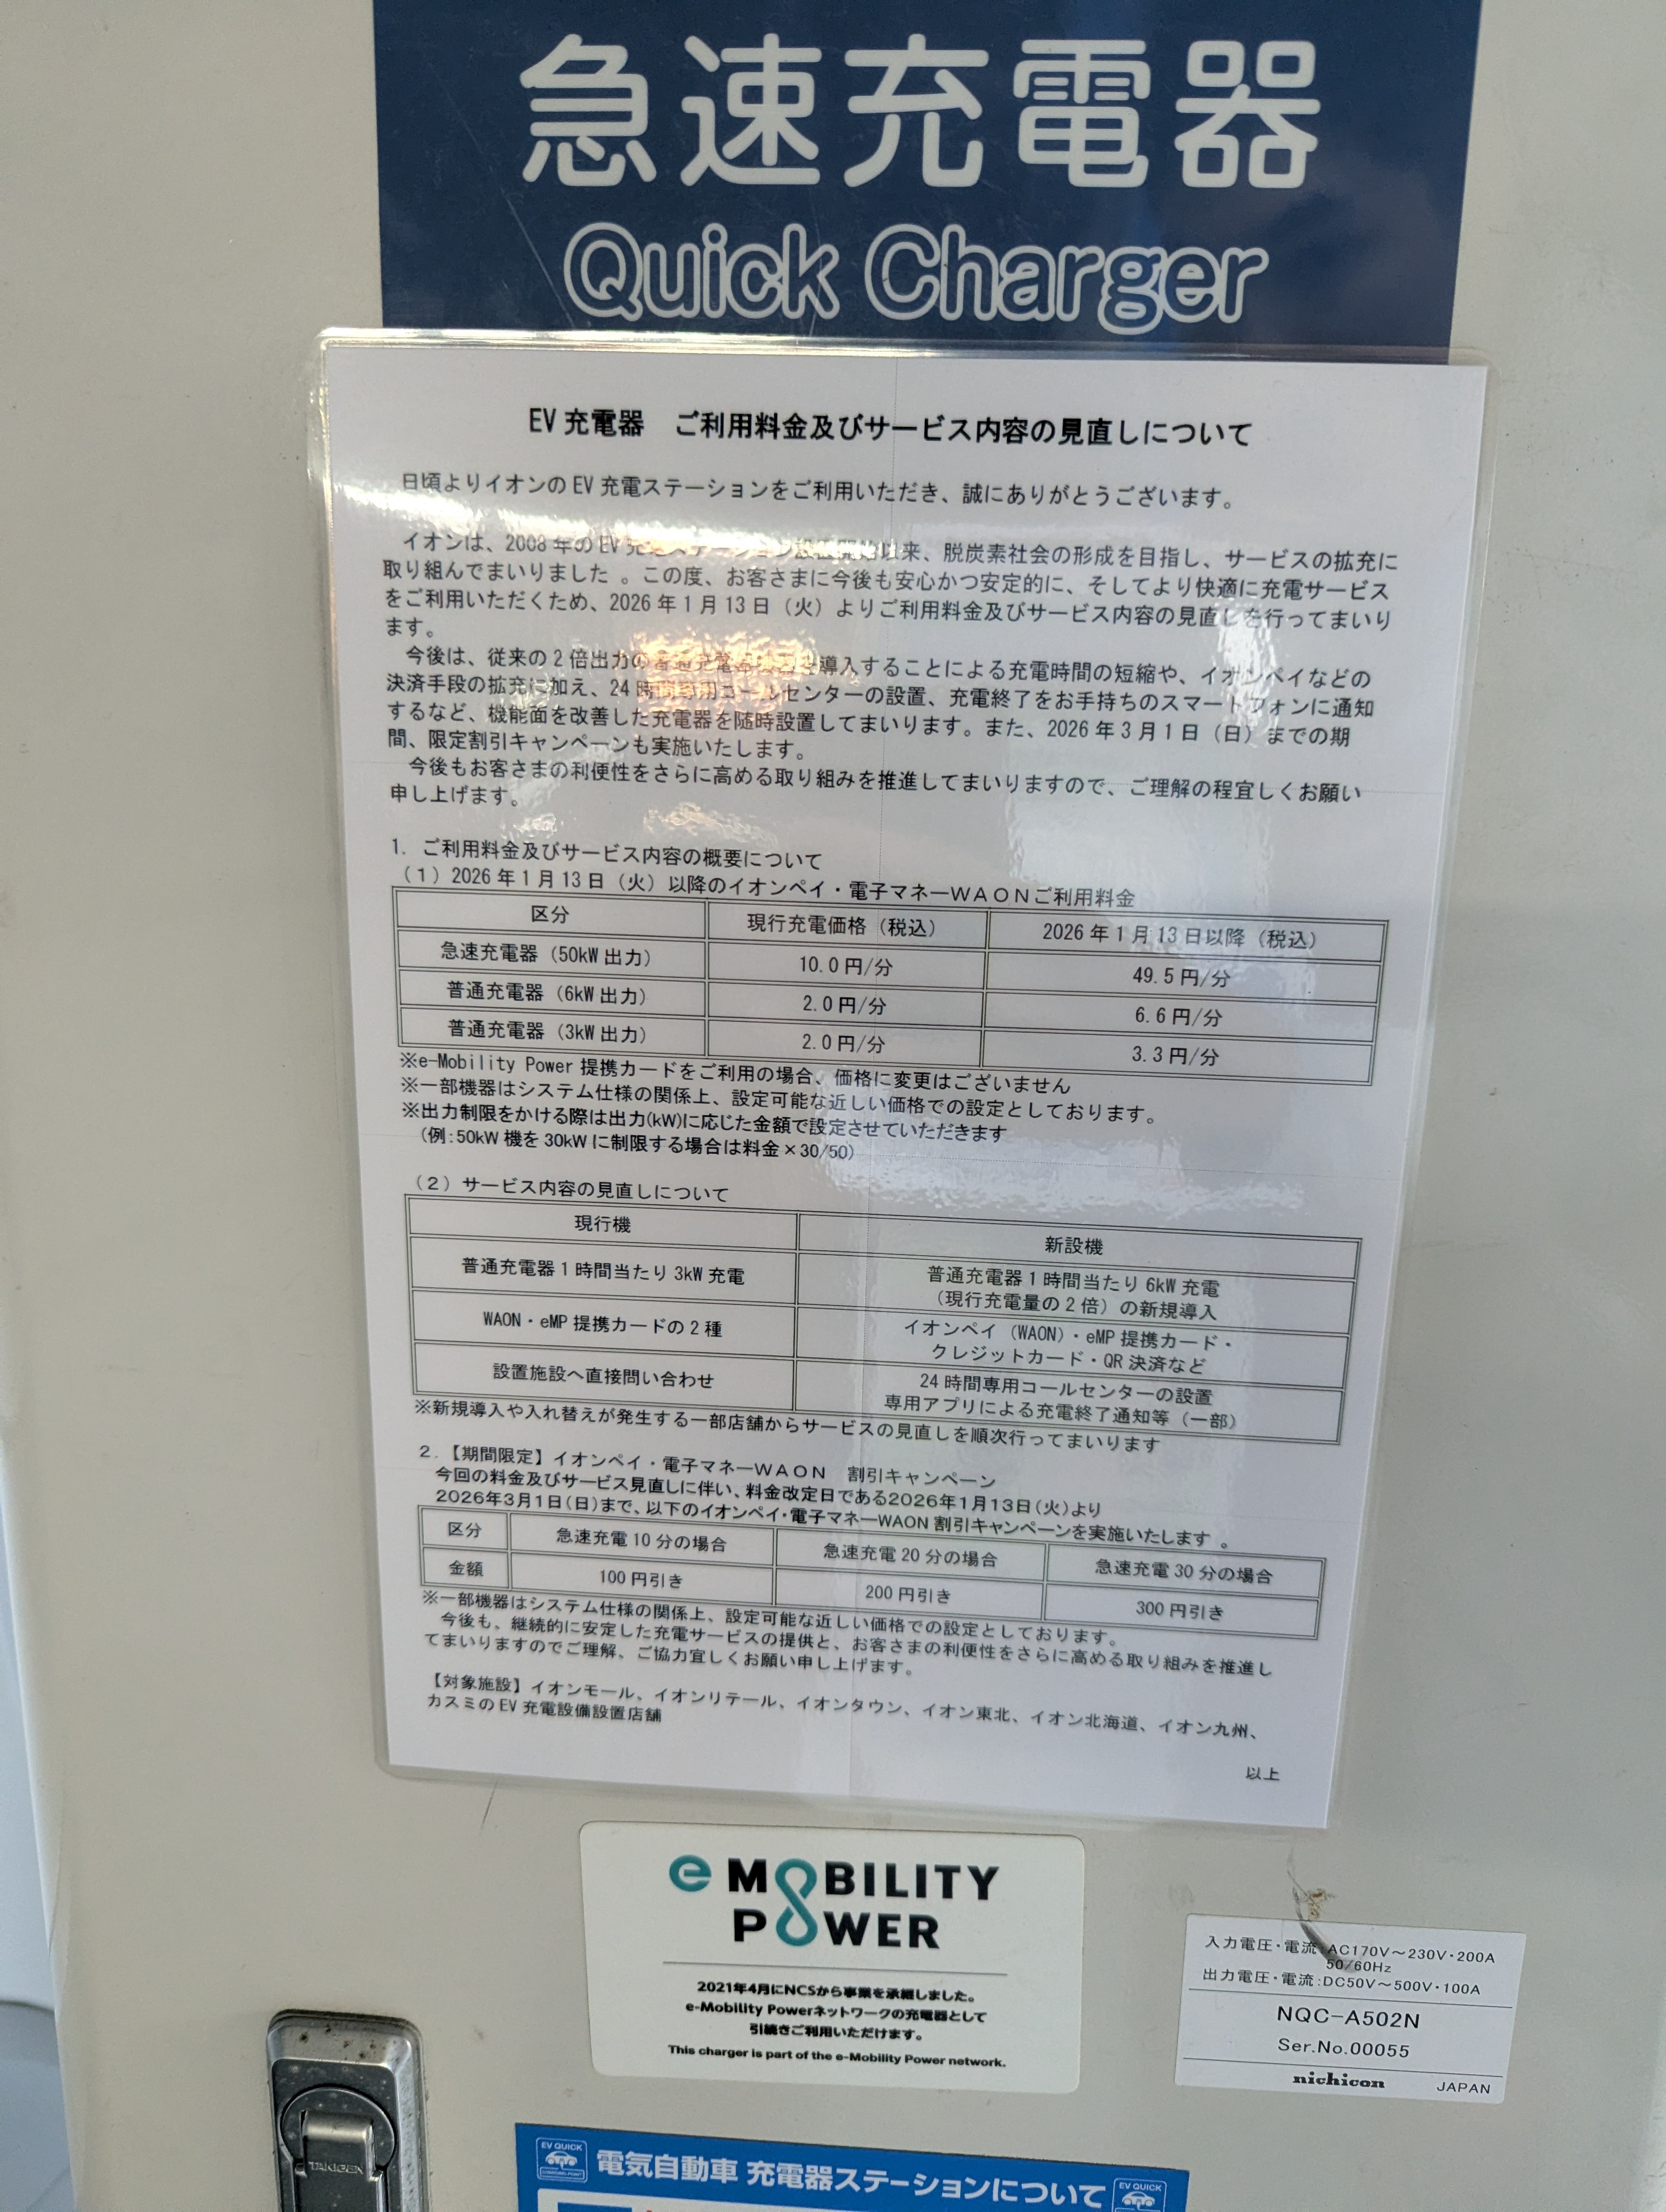 急速充電器
Quick Charger
EV 充電器　ご利用料金及びサービス内容の見直しについて
日頃よりイオンの EV 充電ステーションをご利用いただき、誠にありがとうございます。
イオンは、2008 年の EV 充電ステーション設置開始以来、脱炭素社会の形成を目指し、サービスの拡充に
取り組んでまいりました 。この度、お客さまに今後も安心かつ安定的に、そしてより快適に充電サービス
をご利用いただくため、2026 年 1 月 13 日（火）よりご利用料金及びサービス内容の見直しを行ってまいり
ます。
今後は、従来の 2 倍出力の普通充電器機器を導入することによる充電時間の短縮や、イオンペイなどの
決済手段の拡充に加え、24 時間専用コールセンターの設置、充電終了をお手持ちのスマートフォンに通知
するなど、機能面を改善した充電器を随時設置してまいります。また、2026 年 3 月 1 日（日）までの期
間、限定割引キャンペーンも実施いたします。
今後もお客さまの利便性をさらに高める取り組みを推進してまいりますので、ご理解の程宜しくお願い
申し上げます。
1. ご利用料金及びサービス内容の概要について
（1）2026 年 1 月 13 日（火）以降のイオンペイ・電子マネーＷＡＯＮご利用料金
区分 現行充電価格（税込） 2026 年 1 月 13 日以降（税込）
急速充電器（50kW 出力） 10.0 円/分 49.5 円/分
普通充電器（6kW 出力） 2.0 円/分 6.6 円/分
普通充電器（3kW 出力） 2.0 円/分 3.3 円/分
※e-Mobility Power 提携カードをご利用の場合、価格に変更はございません
※一部機器はシステム仕様の関係上、設定可能な近しい価格での設定としております。
※出力制限をかける際は出力(kW)に応じた金額で設定させていただきます
（例:50kW 機を 30kW に制限する場合は料金×30/50）
（2）サービス内容の見直しについて
現行機 新設機
普通充電器 1 時間当たり 3kW 充電 普通充電器 1 時間当たり 6kW 充電
（現行充電量の 2 倍）の新規導入
WAON・eMP 提携カードの 2 種 イオンペイ（WAON）・eMP 提携カード・
クレジットカード・QR 決済など
設置施設へ直接問い合わせ 24 時間専用コールセンターの設置
専用アプリによる充電終了通知等（一部）
※新規導入や入れ替えが発生する一部店舗からサービスの見直しを順次行ってまいります
2.【期間限定】イオンペイ・電子マネーＷＡＯＮ　割引キャンペーン
今回の料金及びサービス見直しに伴い、料金改定日である2026年1月13日(火)より
2026年3月1日(日)まで、以下のイオンペイ・電子マネーWAON 割引キャンペーンを実施いたします 。
区分 急速充電 10 分の場合 急速充電 20 分の場合 急速充電 30 分の場合
金額 100 円引き 200 円引き 300 円引き
※一部機器はシステム仕様の関係上、設定可能な近しい価格での設定としております。
今後も、継続的に安定した充電サービスの提供と、お客さまの利便性をさらに高める取り組みを推進し
てまいりますのでご理解、ご協力宜しくお願い申し上げます。
【対象施設】イオンモール、イオンリテール、イオンタウン、イオン東北、イオン北海道、イオン九州、
カスミの EV 充電設備設置店舗
以上
e MOBILITY
POWER
2021年4月にNCSから事業を承継しました。
e-Mobility Powerネットワークの充電器として
引続きご利用いただけます。
This charger is part of the e-Mobility Power network.
入力電圧・電流:AC170V～230V・200A
50/60Hz
出力電圧・電流:DC50V～500V・100A
NQC-A502N
Ser.No.00055
nichicon JAPAN
TAKIGEN
EV QUICK 電気自動車 充電器ステーションについて EV QUICK